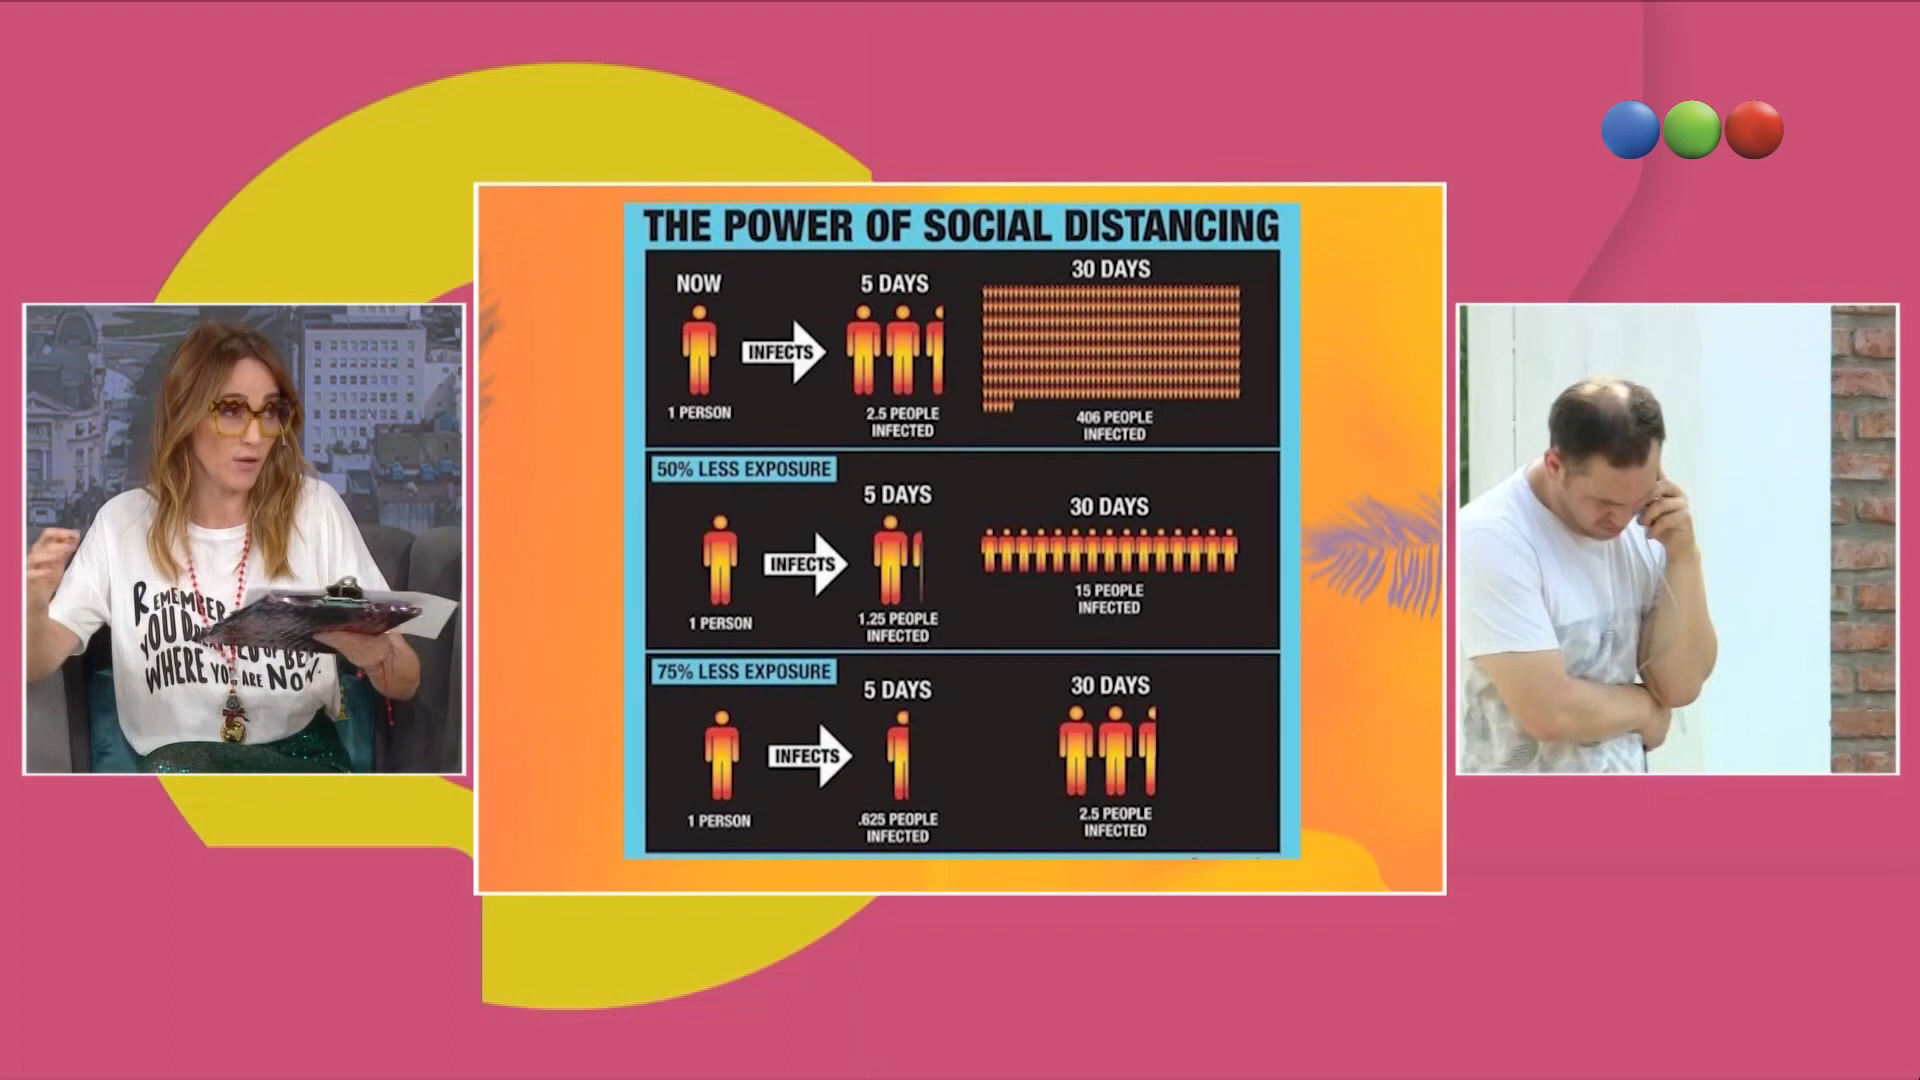 THE POWER OF SOCIAL DISTANCING
NOW
5 DAYS
30 DAYS
INFECTS
1 PERSON
2.5 PEOPLE
INFECTED
406 PEOPLE
INFECTED
50% LESS EXPOSURE
5 DAYS
30 DAYS
INFECTS
1 PERSON
1.25 PEOPLE
INFECTED
15 PEOPLE
INFECTED
75% LESS EXPOSURE
5 DAYS
30 DAYS
INFECTS
1 PERSON
.625 PEOPLE
INFECTED
2.5 PEOPLE
INFECTED
REMEMBER
YOU
WHERE YOU ARE NOW.